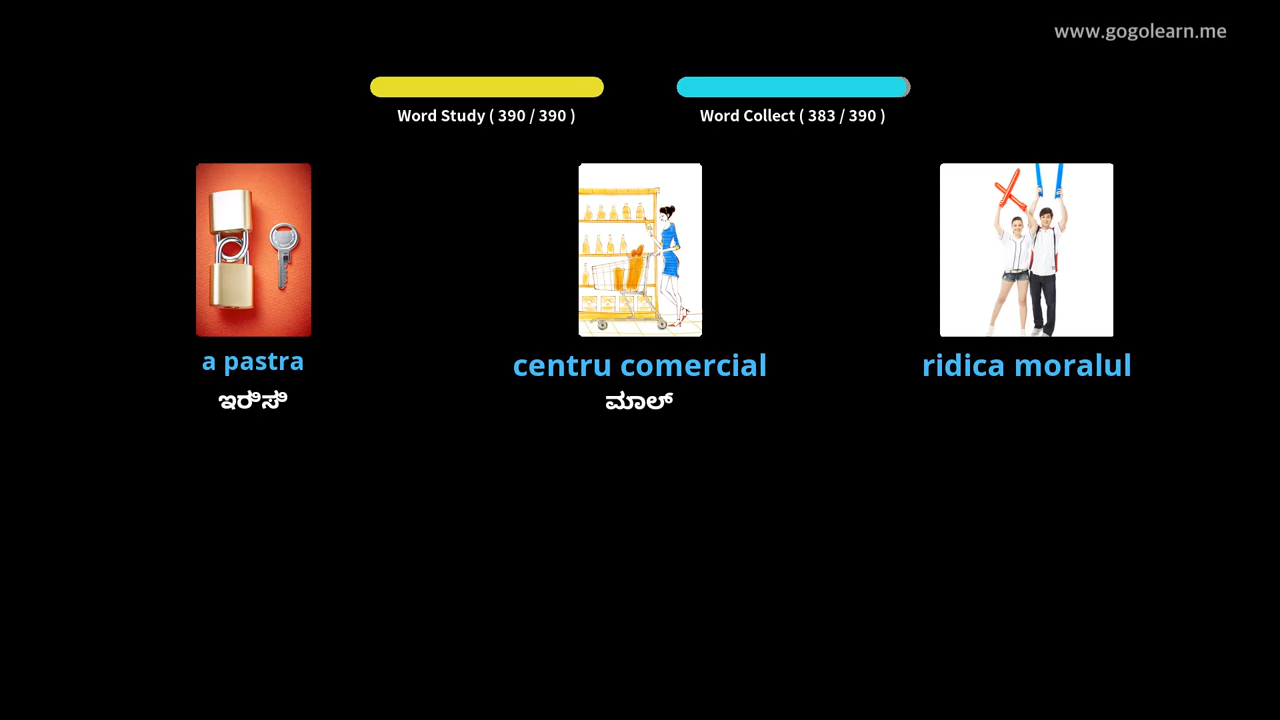 www.gogolearn.me
Word Study ( 390 / 390 )
Word Collect ( 383 / 390 )
a pastra
ಇರಿಸಿ
centru comercial
ಮಾಲ್
ridica moralul